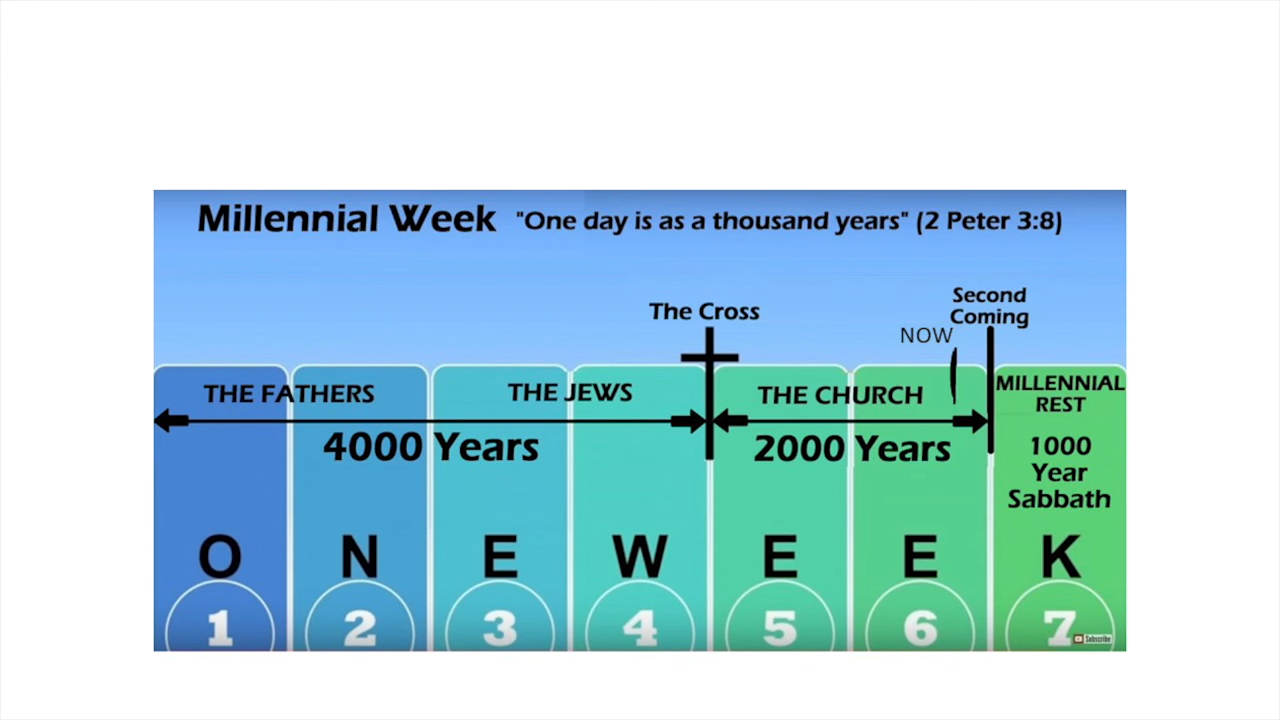 Millennial Week "One day is as a thousand years" (2 Peter 3:8)
Second
Coming
The Cross
NOW
THE FATHERS
THE JEWS
THE CHURCH
MILLENNIAL
REST
4000 Years
2000 Years
1000
Year
Sabbath
O N E W E E K
1 2 3 4 5 6 7
Subscribe